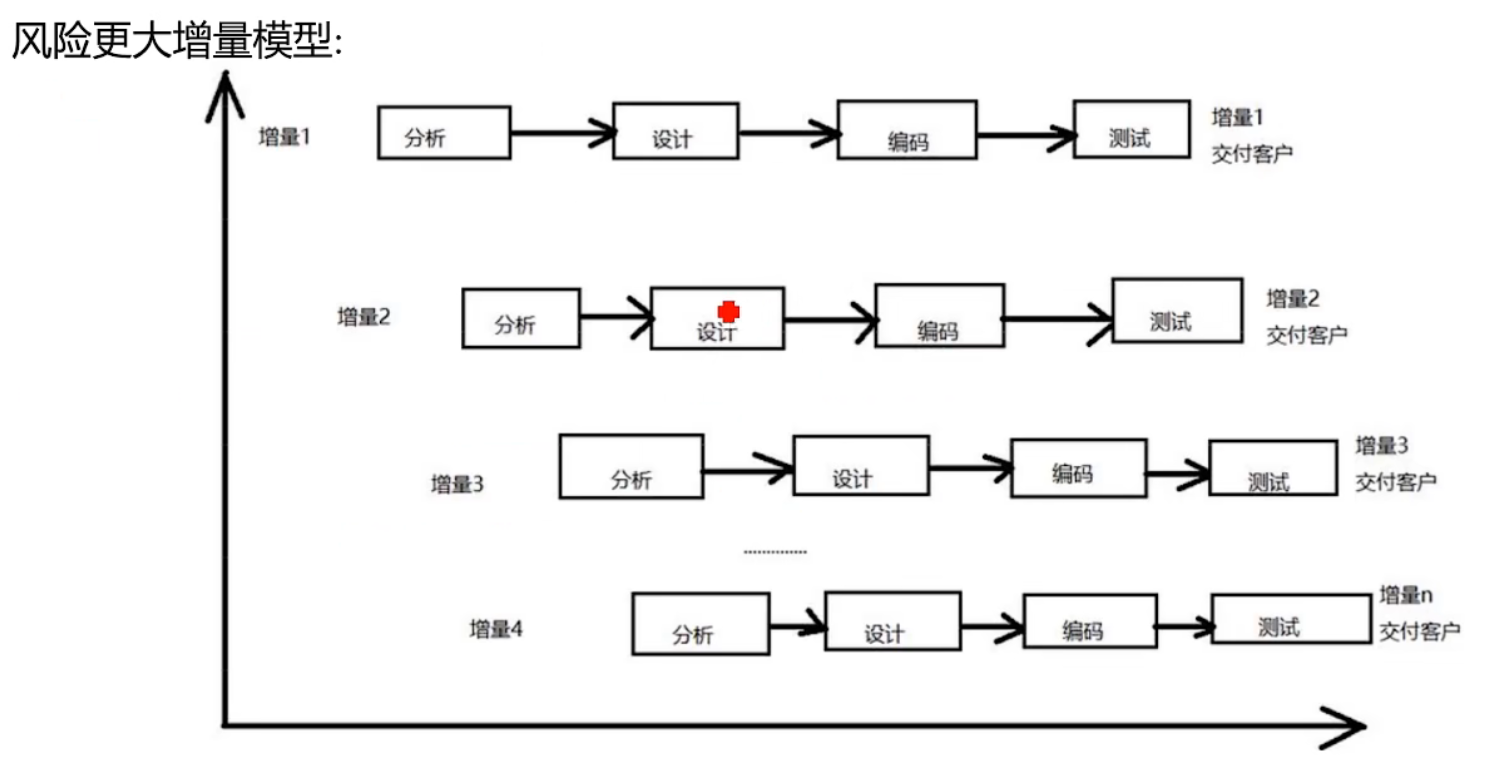 风险更大增量模型:
增量1 分析 设计 编码 测试 增量1
交付客户
增量2 分析 设计 编码 测试 增量2
交付客户
增量3 分析 设计 编码 测试 增量3
交付客户
..............
增量4 分析 设计 编码 测试 增量n
交付客户